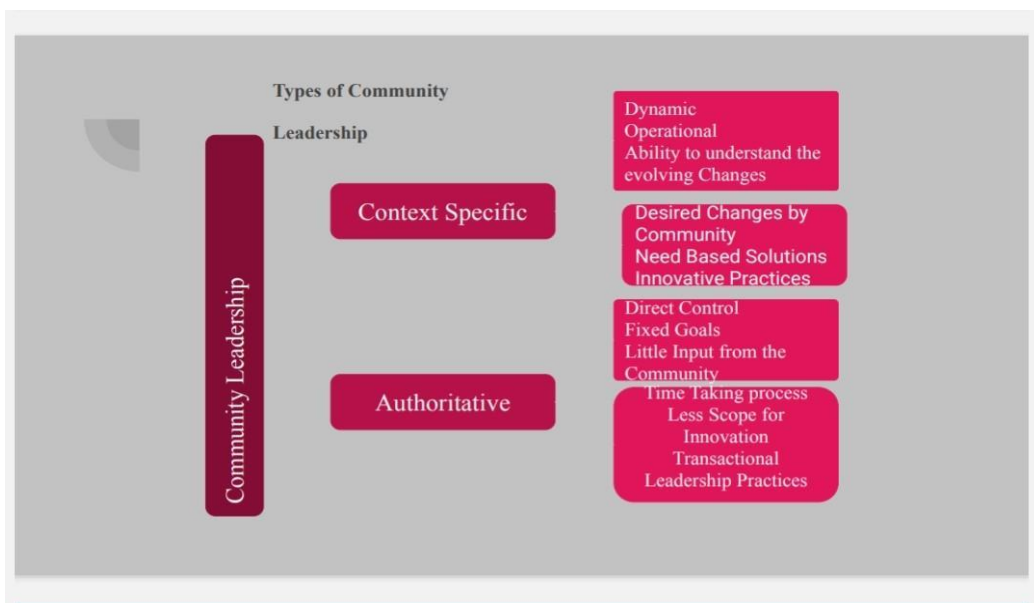 Types of Community
Leadership
Community Leadership
Context Specific
Dynamic
Operational
Ability to understand the
evolving Changes
Desired Changes by
Community
Need Based Solutions
Innovative Practices
Authoritative
Direct Control
Fixed Goals
Little Input from the
Community
Time Taking process
Less Scope for
Innovation
Transactional
Leadership Practices